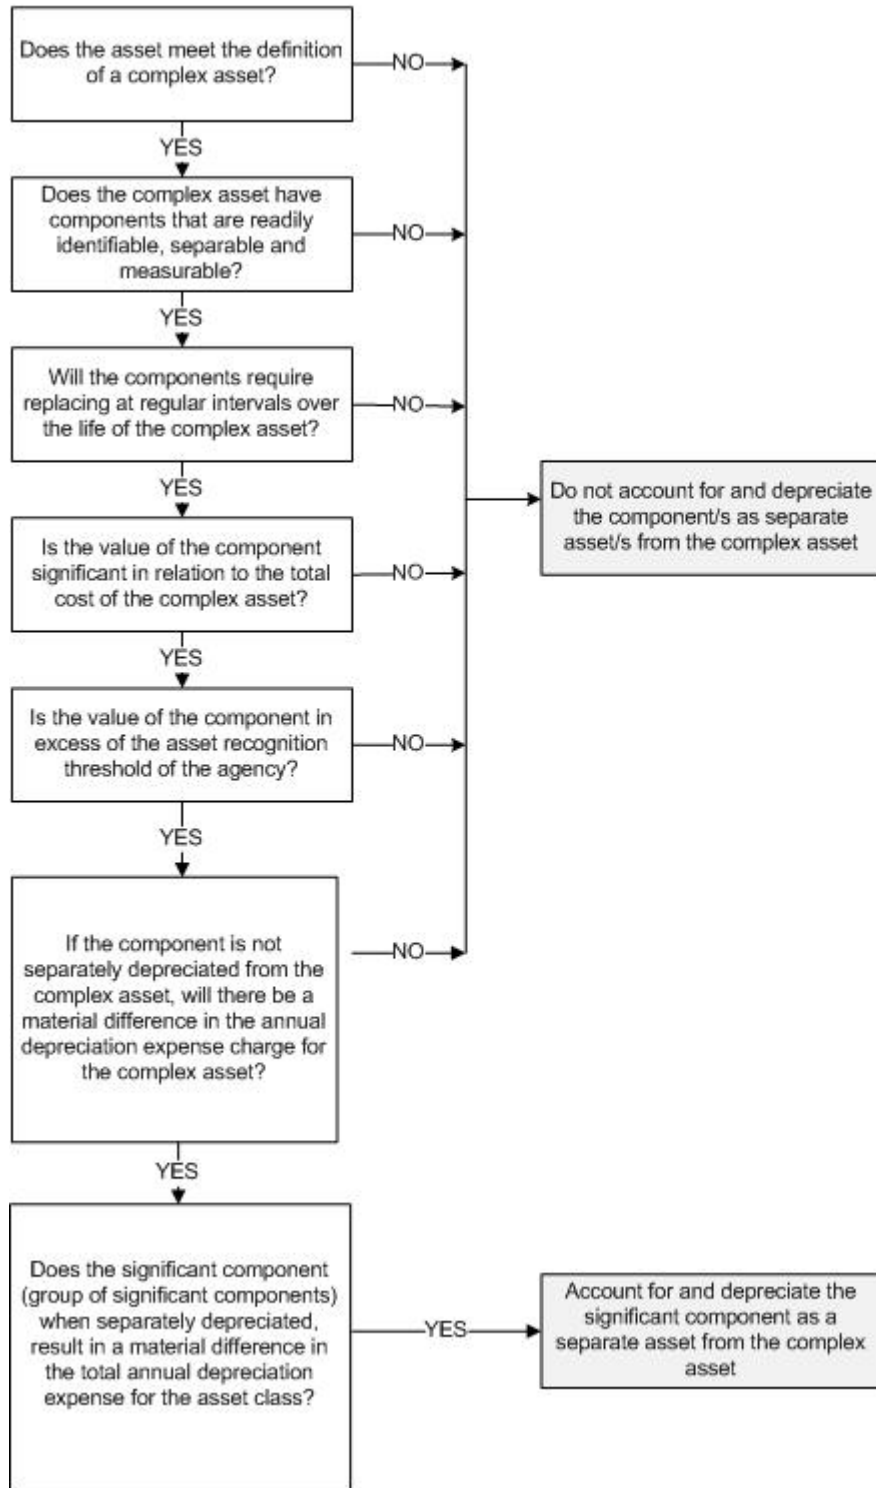 Does the asset meet the definition
of a complex asset?
NO
YES
Does the complex asset have
components that are readily
identifiable, separable and
measurable?
NO
YES
Will the components require
replacing at regular intervals over
the life of the complex asset?
NO
YES
Do not account for and depreciate
the component/s as separate
asset/s from the complex asset
Is the value of the component
significant in relation to the total
cost of the complex asset?
NO
YES
Is the value of the component in
excess of the asset recognition
threshold of the agency?
NO
YES
If the component is not
separately depreciated from the
complex asset, will there be a
material difference in the annual
depreciation expense charge for
the complex asset?
NO
YES
Does the significant component
(group of significant components)
when separately depreciated,
result in a material difference in
the total annual depreciation
expense for the asset class?
YES
Account for and depreciate the
significant component as a
separate asset from the complex
asset